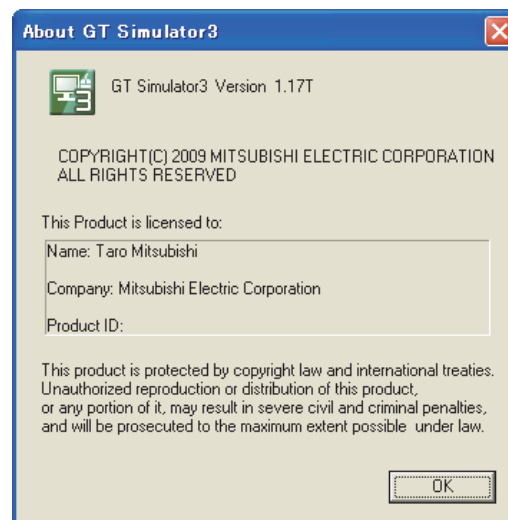 About GT Simulator3
3
GT Simulator3 Version 1.17T
COPYRIGHT(C) 2009 MITSUBISHI ELECTRIC CORPORATION
ALL RIGHTS RESERVED
This Product is licensed to:
Name: Taro Mitsubishi
Company: Mitsubishi Electric Corporation
Product ID:
This product is protected by copyright law and international treaties.
Unauthorized reproduction or distribution of this product,
or any portion of it, may result in severe civil and criminal penalties,
and will be prosecuted to the maximum extent possible under law.
OK